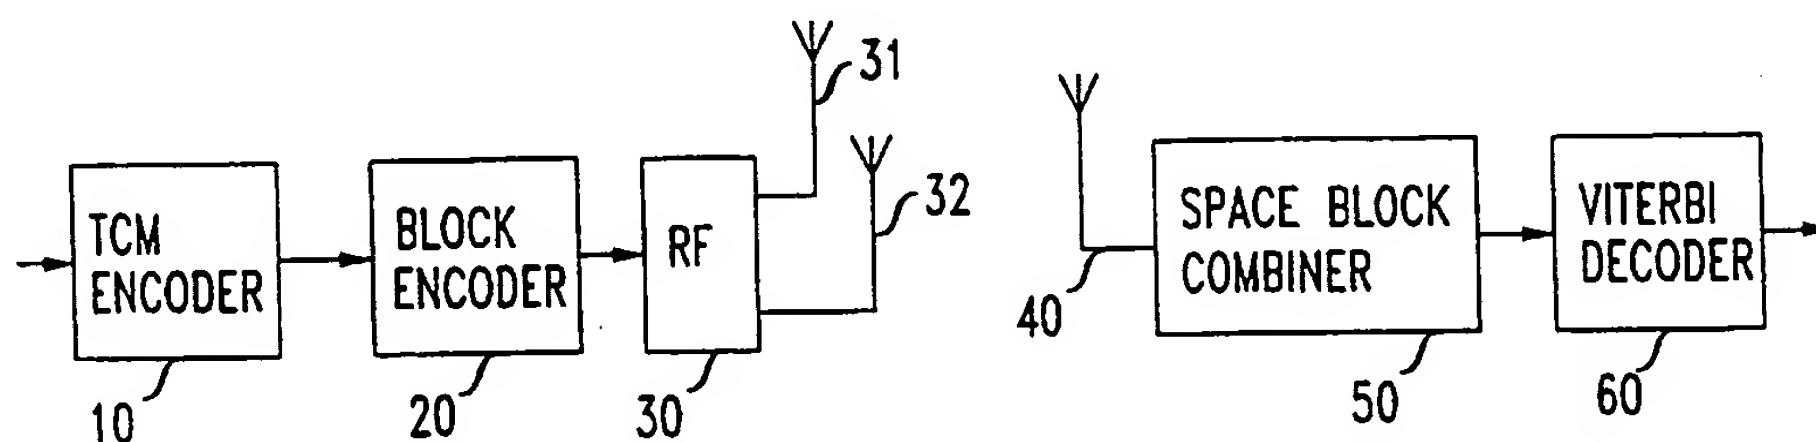 31
32
TCM
ENCODER
BLOCK
ENCODER
RF
SPACE BLOCK
COMBINER
VITERBI
DECODER
10
20
30
40
50
60